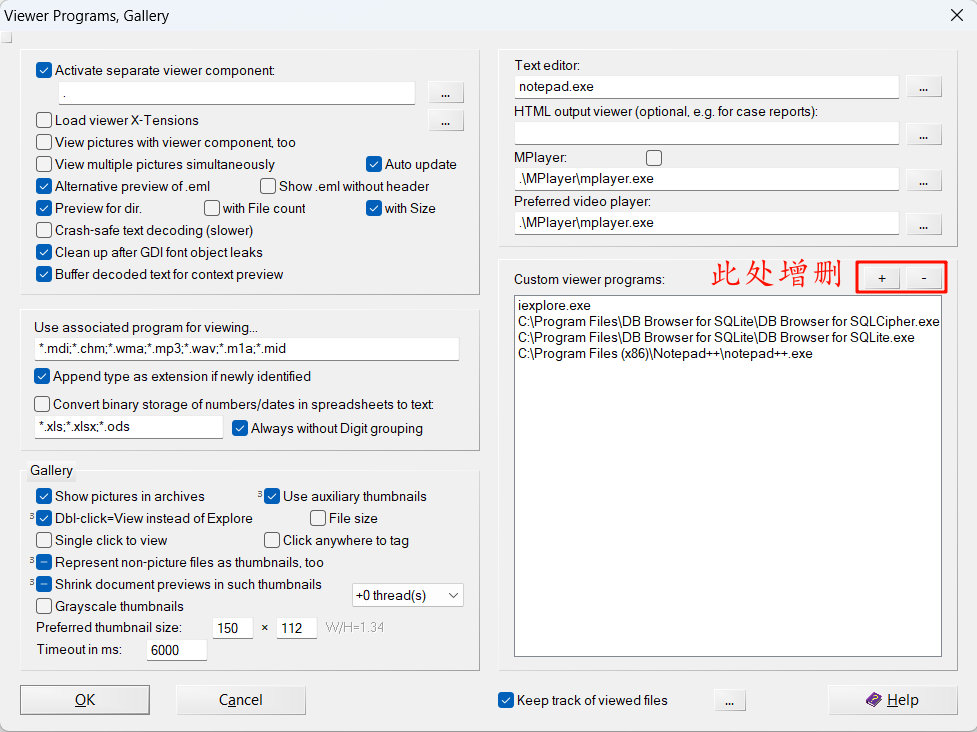 Viewer Programs, Gallery
Activate separate viewer component:
.
...
Load viewer X-Tensions
...
View pictures with viewer component, too
View multiple pictures simultaneously
Auto update
Alternative preview of .eml
Show .eml without header
Preview for dir.
with File count
with Size
Crash-safe text decoding (slower)
Clean up after GDI font object leaks
Buffer decoded text for context preview
Use associated program for viewing...
*.mdi;*.chm;*.wma;*.mp3;*.wav;*.m1a;*.mid
Append type as extension if newly identified
Convert binary storage of numbers/dates in spreadsheets to text:
*.xls;*.xlsx;*.ods
Always without Digit grouping
Gallery
Show pictures in archives
3
Use auxiliary thumbnails
3
Dbl-click=View instead of Explore
File size
Single click to view
Click anywhere to tag
3
Represent non-picture files as thumbnails, too
3
Shrink document previews in such thumbnails
Grayscale thumbnails
+0 thread(s)
Preferred thumbnail size:
150
×
112
W/H=1.34
Timeout in ms:
6000
Text editor:
notepad.exe
...
HTML output viewer (optional, e.g. for case reports):
...
MPlayer:
.\MPlayer\mplayer.exe
...
Preferred video player:
.\MPlayer\mplayer.exe
...
Custom viewer programs:
此处增删
+
-
iexplore.exe
C:\Program Files\DB Browser for SQLite\DB Browser for SQLCipher.exe
C:\Program Files\DB Browser for SQLite\DB Browser for SQLite.exe
C:\Program Files (x86)\Notepad++\notepad++.exe
OK
Cancel
Keep track of viewed files
...
Help